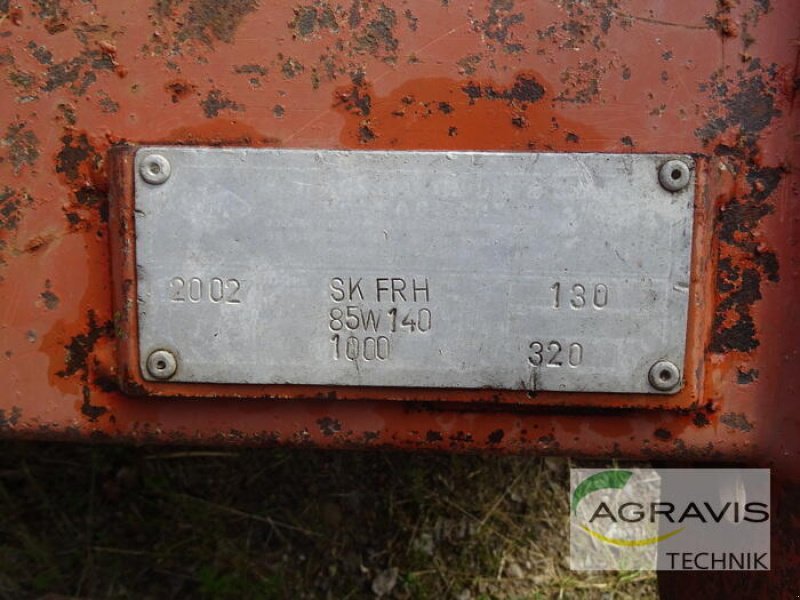 2002 SK FRH 130
85W140
1000 320
AGRAVIS
TECHNIK